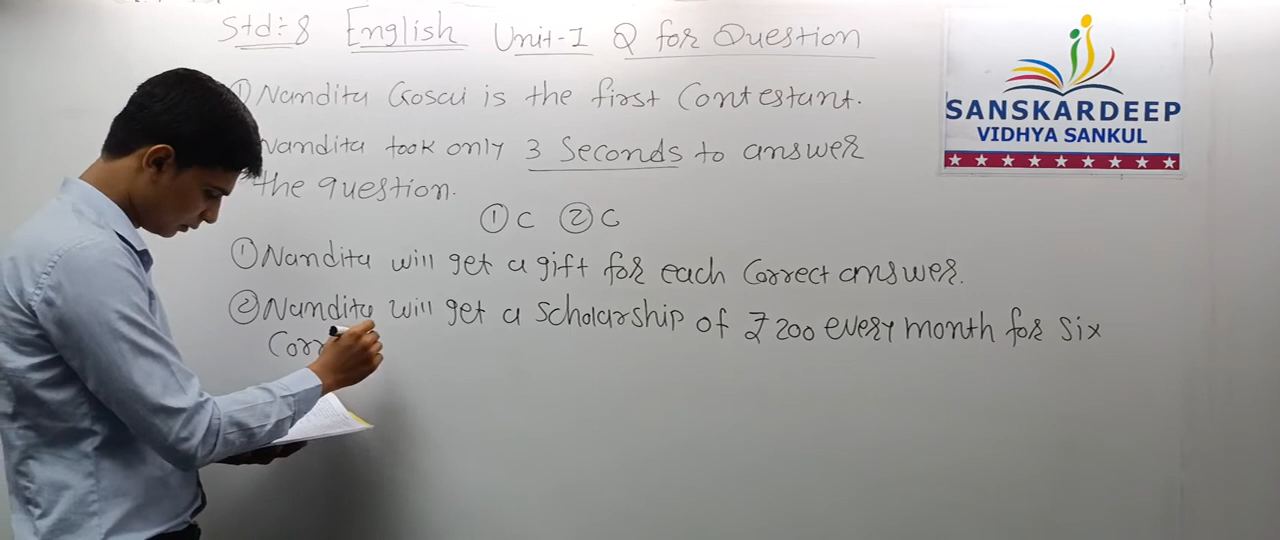 Std:-8 English Unit-1 Q for Question
① Nandita Gosai is the first Contestant.
Nandita took only 3 Seconds to answer
the question.
① C ② C
① Nandita will get a gift for each Correct answer.
② Nandita will get a scholarship of ₹200 every month for six
Corr
SANSKARDEEP
VIDHYA SANKUL